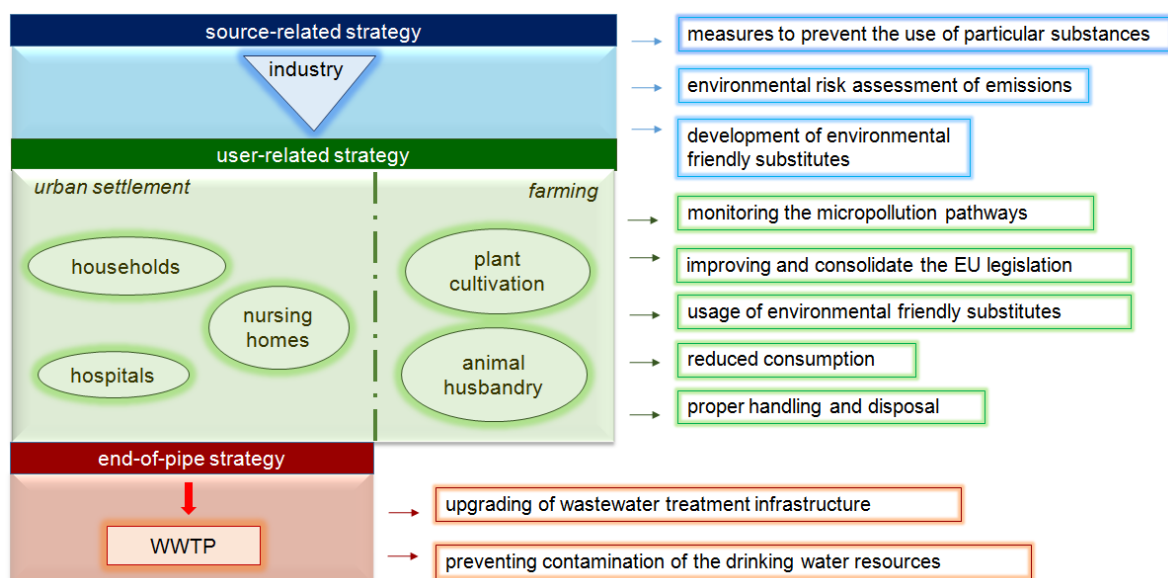 source-related strategy
industry
measures to prevent the use of particular substances
environmental risk assessment of emissions
development of environmental
friendly substitutes
user-related strategy
urban settlement
households
nursing
homes
hospitals
farming
plant
cultivation
animal
husbandry
monitoring the micropollution pathways
improving and consolidate the EU legislation
usage of environmental friendly substitutes
reduced consumption
proper handling and disposal
end-of-pipe strategy
WWTP
upgrading of wastewater treatment infrastructure
preventing contamination of the drinking water resources